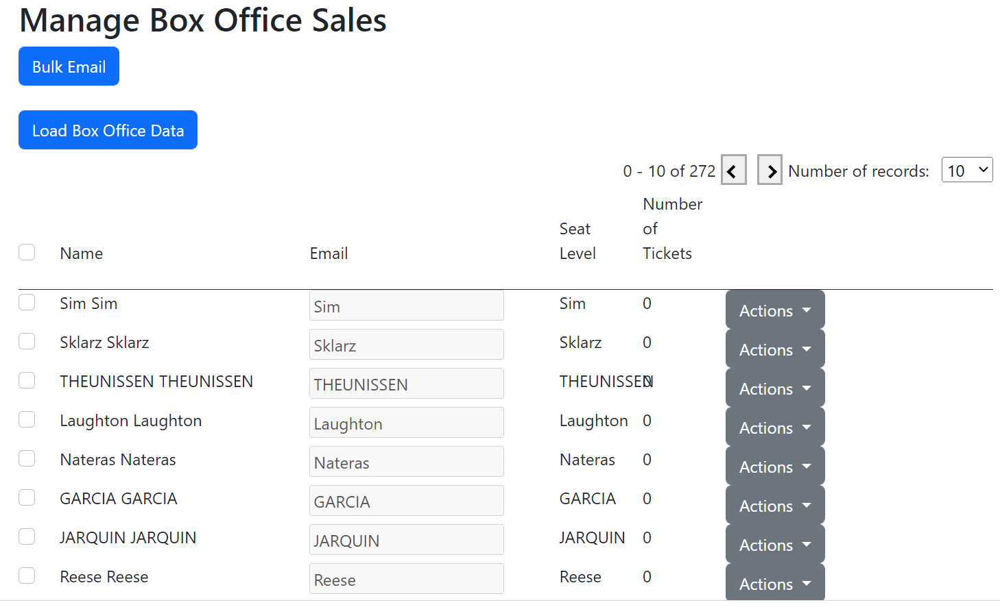 Manage Box Office Sales
Bulk Email
Load Box Office Data
0 - 10 of 272 Number of records: 10
Name Email Seat Level Number of Tickets
Sim Sim Sim Sim 0 Actions
Sklarz Sklarz Sklarz Sklarz 0 Actions
THEUNISSEN THEUNISSEN THEUNISSEN THEUNISSEN 0 Actions
Laughton Laughton Laughton Laughton 0 Actions
Nateras Nateras Nateras Nateras 0 Actions
GARCIA GARCIA GARCIA GARCIA 0 Actions
JARQUIN JARQUIN JARQUIN JARQUIN 0 Actions
Reese Reese Reese Reese 0 Actions